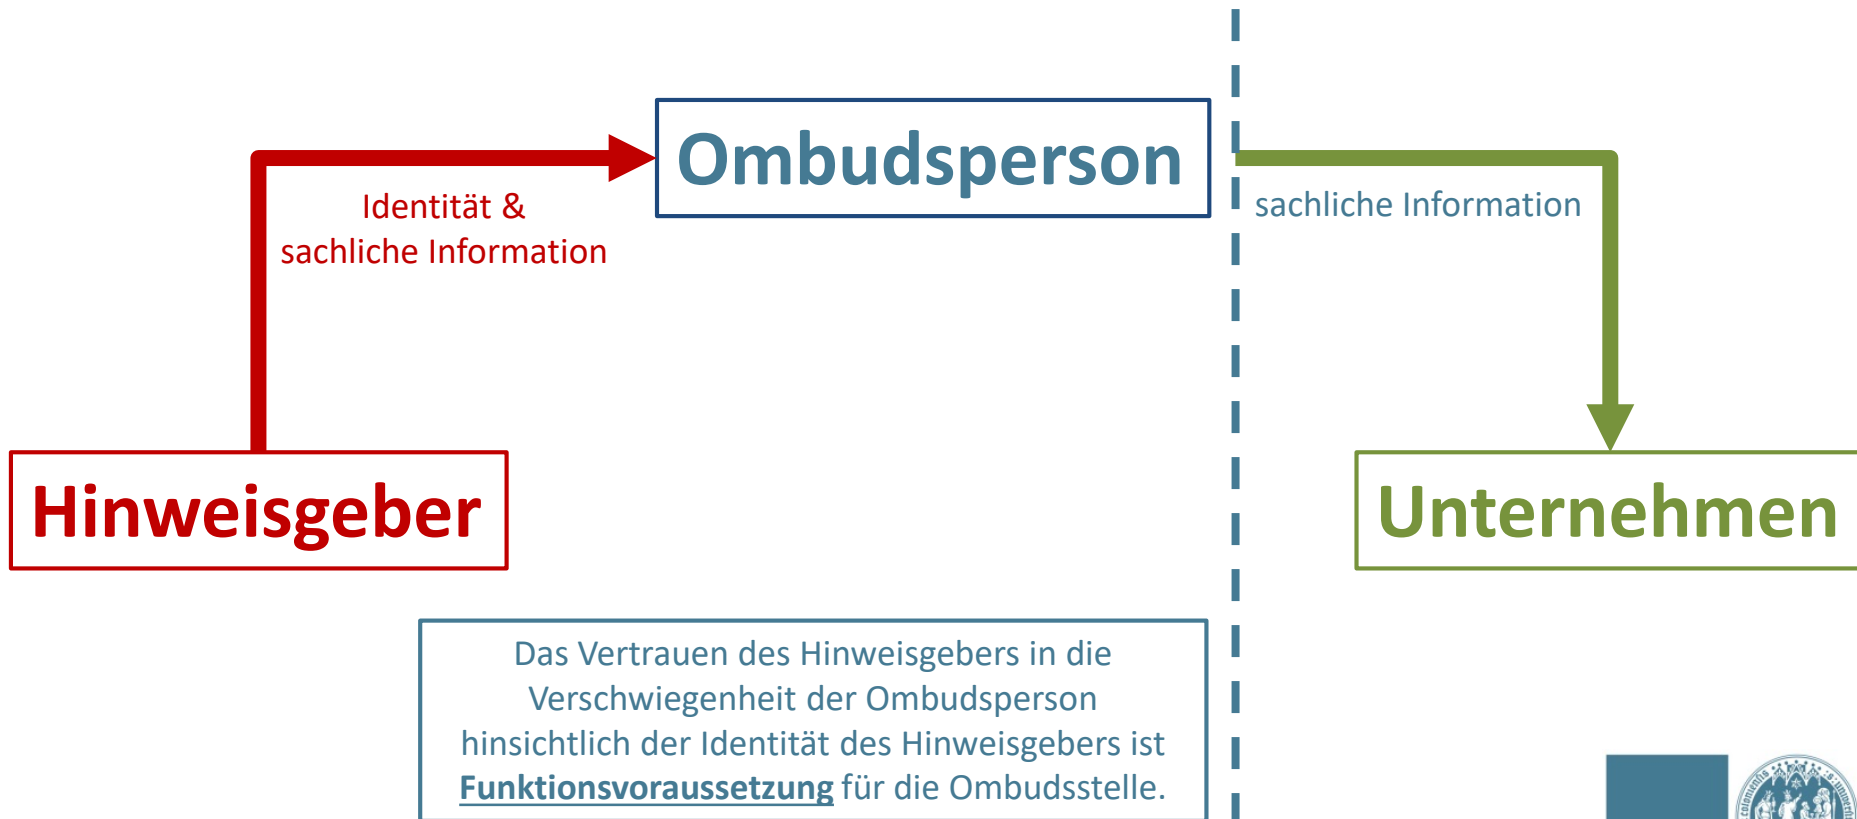 Ombudsperson
Identität &
sachliche Information
sachliche Information
Hinweisgeber
Unternehmen
Das Vertrauen des Hinweisgebers in die
Verschwiegenheit der Ombudsperson
hinsichtlich der Identität des Hinweisgebers ist
Funktionsvoraussetzung für die Ombudsstelle.